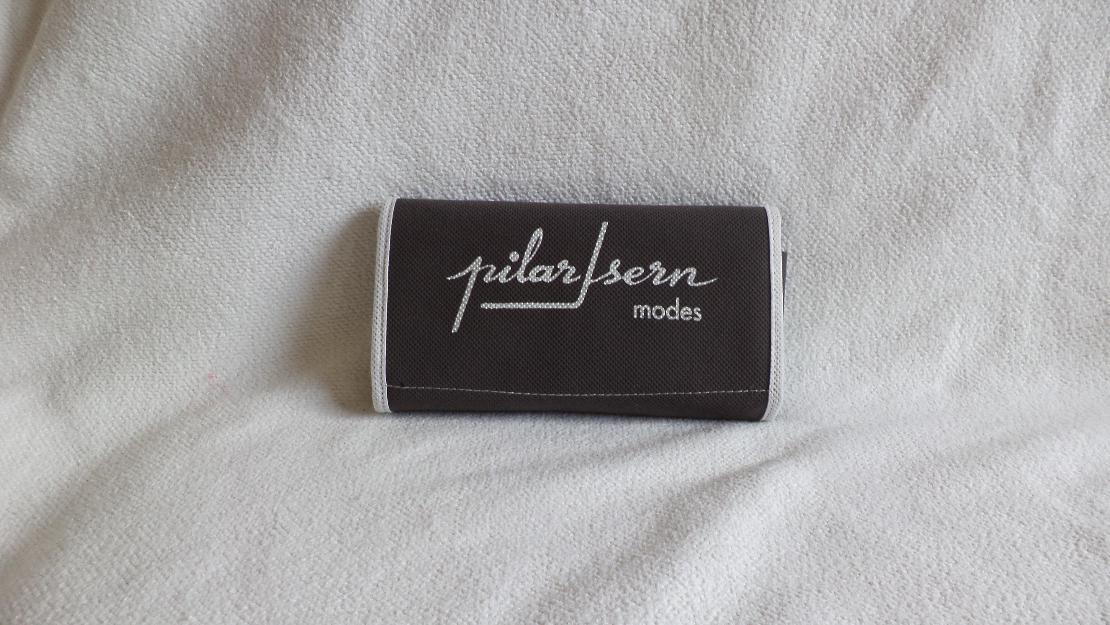 pilar sern
modes